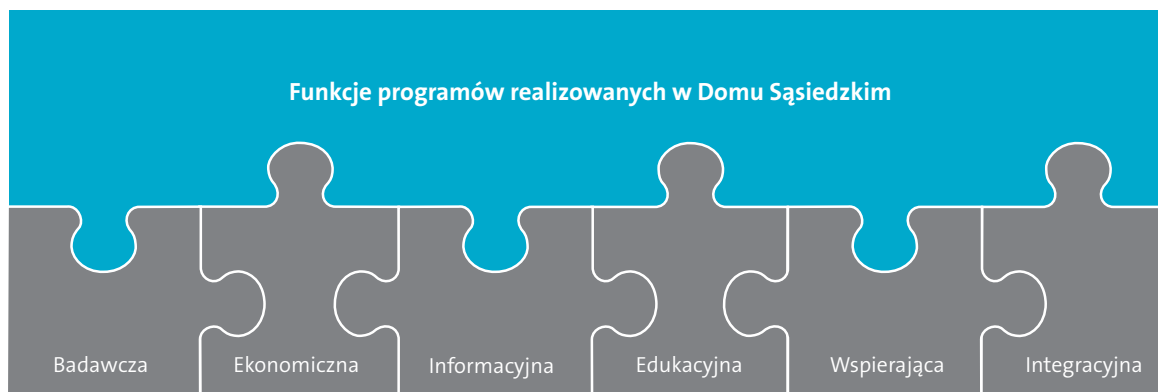 Funkcje programów realizowanych w Domu Sąsiedzkim
Badawcza
Ekonomiczna
Informacyjna
Edukacyjna
Wspierająca
Integracyjna